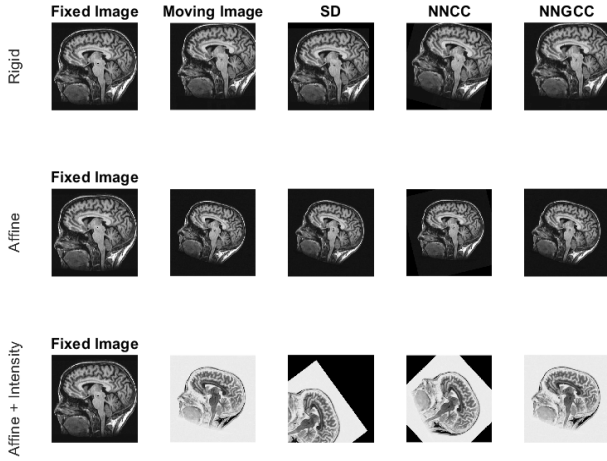 Fixed Image Moving Image SD NNCC NNGCC
Rigid
Fixed Image
Affine
Fixed Image
Affine + Intensity